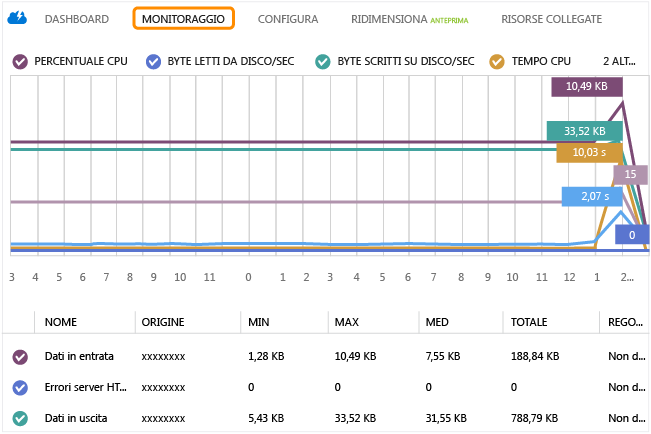 DASHBOARD MONITORAGGIO CONFIGURA RIDIMENSIONA ANTEPRIMA RISORSE COLLEGATE
PERCENTUALE CPU BYTE LETTI DA DISCO/SEC BYTE SCRITTI SU DISCO/SEC TEMPO CPU 2 ALT...
10,49 KB
33,52 KB
10,03 s
15
2,07 s
0
3 4 5 6 7 8 9 10 11 0 1 2 3 4 5 6 7 8 9 10 11 12 1 2...
NOME ORIGINE MIN MAX MED TOTALE REGO...
Dati in entrata xxxxxxxx 1,28 KB 10,49 KB 7,55 KB 188,84 KB Non d...
Errori server HT... xxxxxxxx 0 0 0 0 Non d...
Dati in uscita xxxxxxxx 5,43 KB 33,52 KB 31,55 KB 788,79 KB Non d...